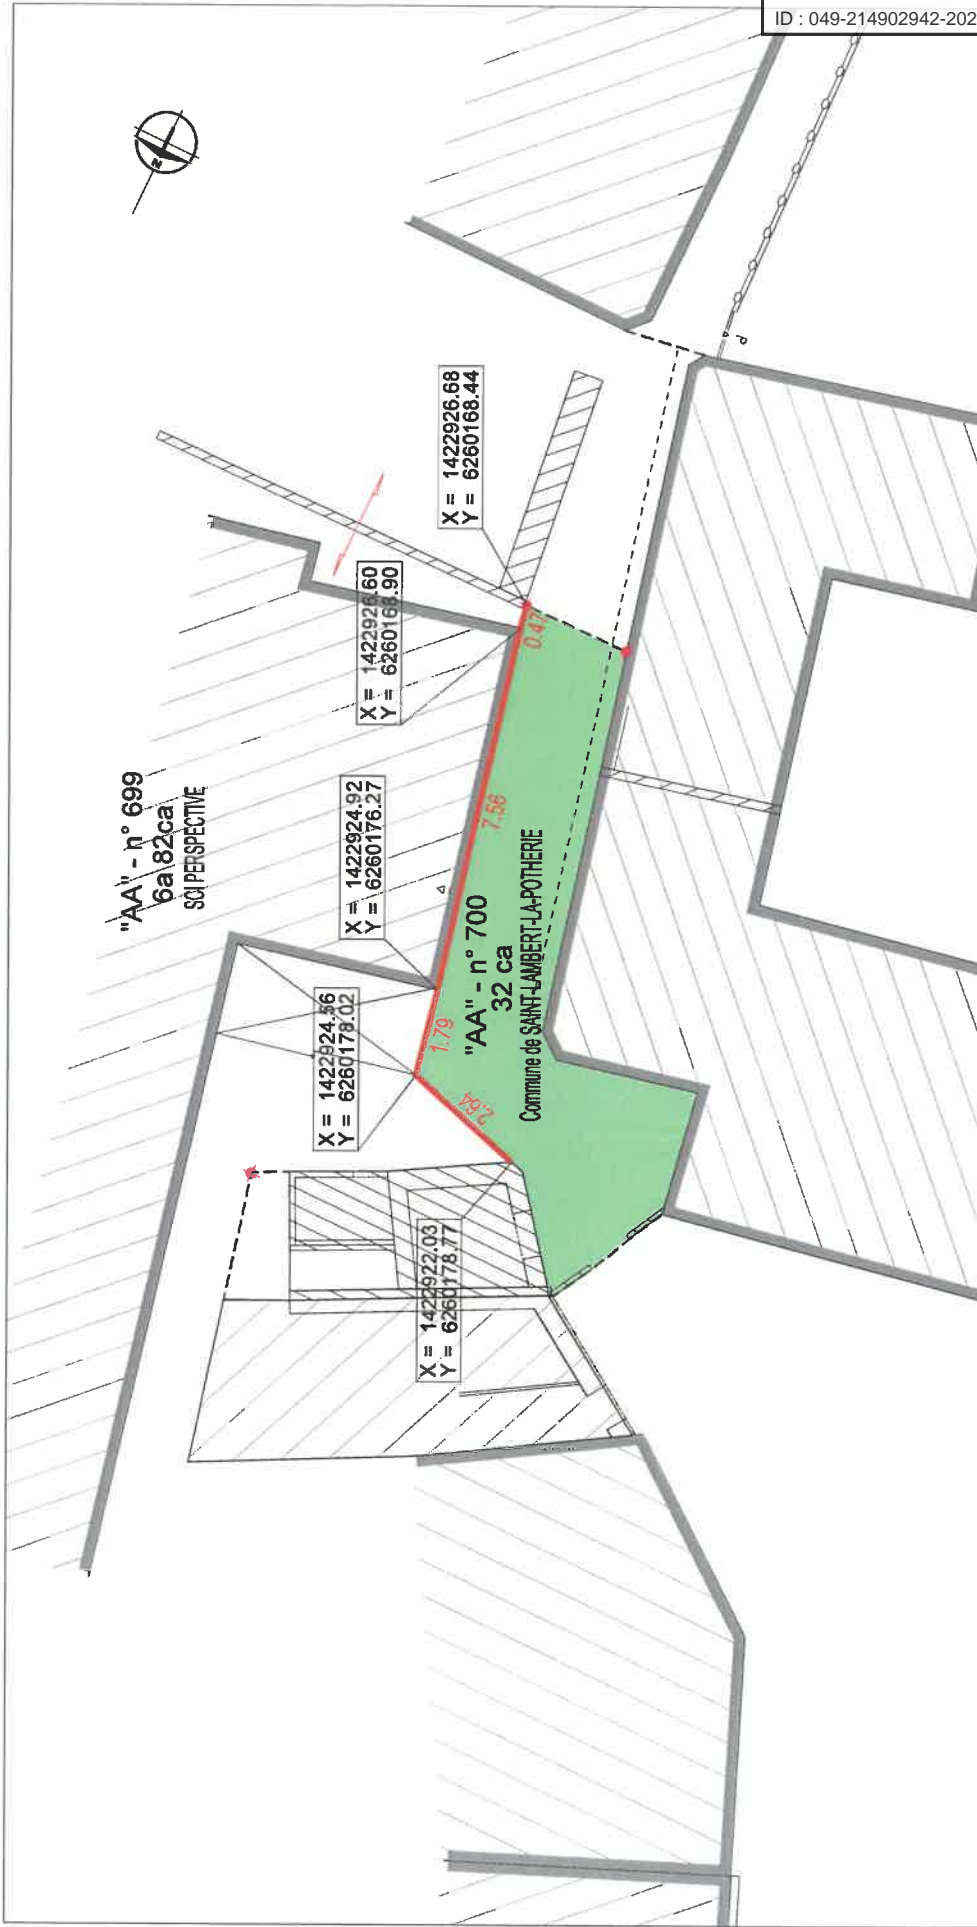 ID : 049-214902942-202
N
"AA" - n° 699
6a 82ca
SCI PERSPECTIVE
X = 1422926.68
Y = 6260168.44
X = 1422926.60
Y = 6260168.90
X = 1422924.92
Y = 6260176.27
X = 1422924.56
Y = 6260178.02
X = 1422922.03
Y = 6260178.77
0.47
7.56
1.79
2.64
"AA" - n° 700
32 ca
Commune de SAINT-LAMBERT-LA-POTHERIE
P